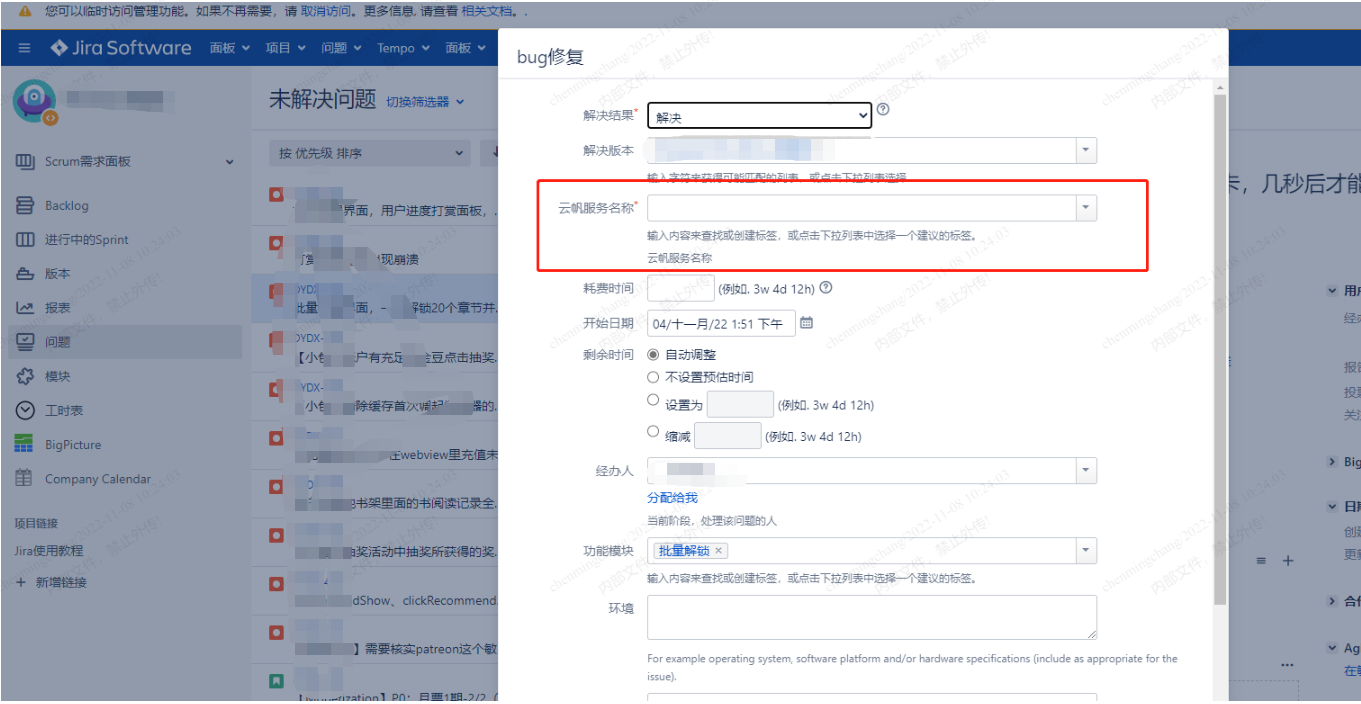 您可以临时访问管理功能。如果不再需要，请 取消访问。更多信息, 请查看 相关文档。.
Jira Software 面板 项目 问题 Tempo 面板
bug修复
未解决问题 切换筛选器
按 优先级 排序
Scrum需求面板
Backlog
进行中的Sprint
版本
报表
问题
模块
工时表
BigPicture
Company Calendar
项目链接
Jira使用教程
+ 新增链接
界面，用户进度打赏面板，.
现崩溃
批量 面，- 解锁20个章节并.
DYDX-
【小 户有充足 金豆点击抽奖.
YDX-
除缓存首次 器的.
在webview里充值未
书架里面的书阅读记录全.
奖活动中抽奖所获得的奖.
dShow、clickRecommend.
】需要核实patreon这个敏
】P0：月票1期-2/2（
解决结果* 解决
解决版本
输入字符来获得可能匹配的列表，或点击下拉列表选择
云帆服务名称*
输入内容来查找或创建标签，或点击下拉列表中选择一个建议的标签。
云帆服务名称
耗费时间 (例如. 3w 4d 12h)
开始日期 04/十一月/22 1:51 下午
剩余时间 自动调整
不设置预估时间
设置为 (例如. 3w 4d 12h)
缩减 (例如. 3w 4d 12h)
经办人
分配给我
当前阶段，处理该问题的人
功能模块 批量解锁 ×
输入内容来查找或创建标签，或点击下拉列表中选择一个建议的标签。
环境
For example operating system, software platform and/or hardware specifications (include as appropriate for the
issue).
卡，几秒后才能
chenmingchang 2022-11-08 10:24:03
内部文件，禁止外传!